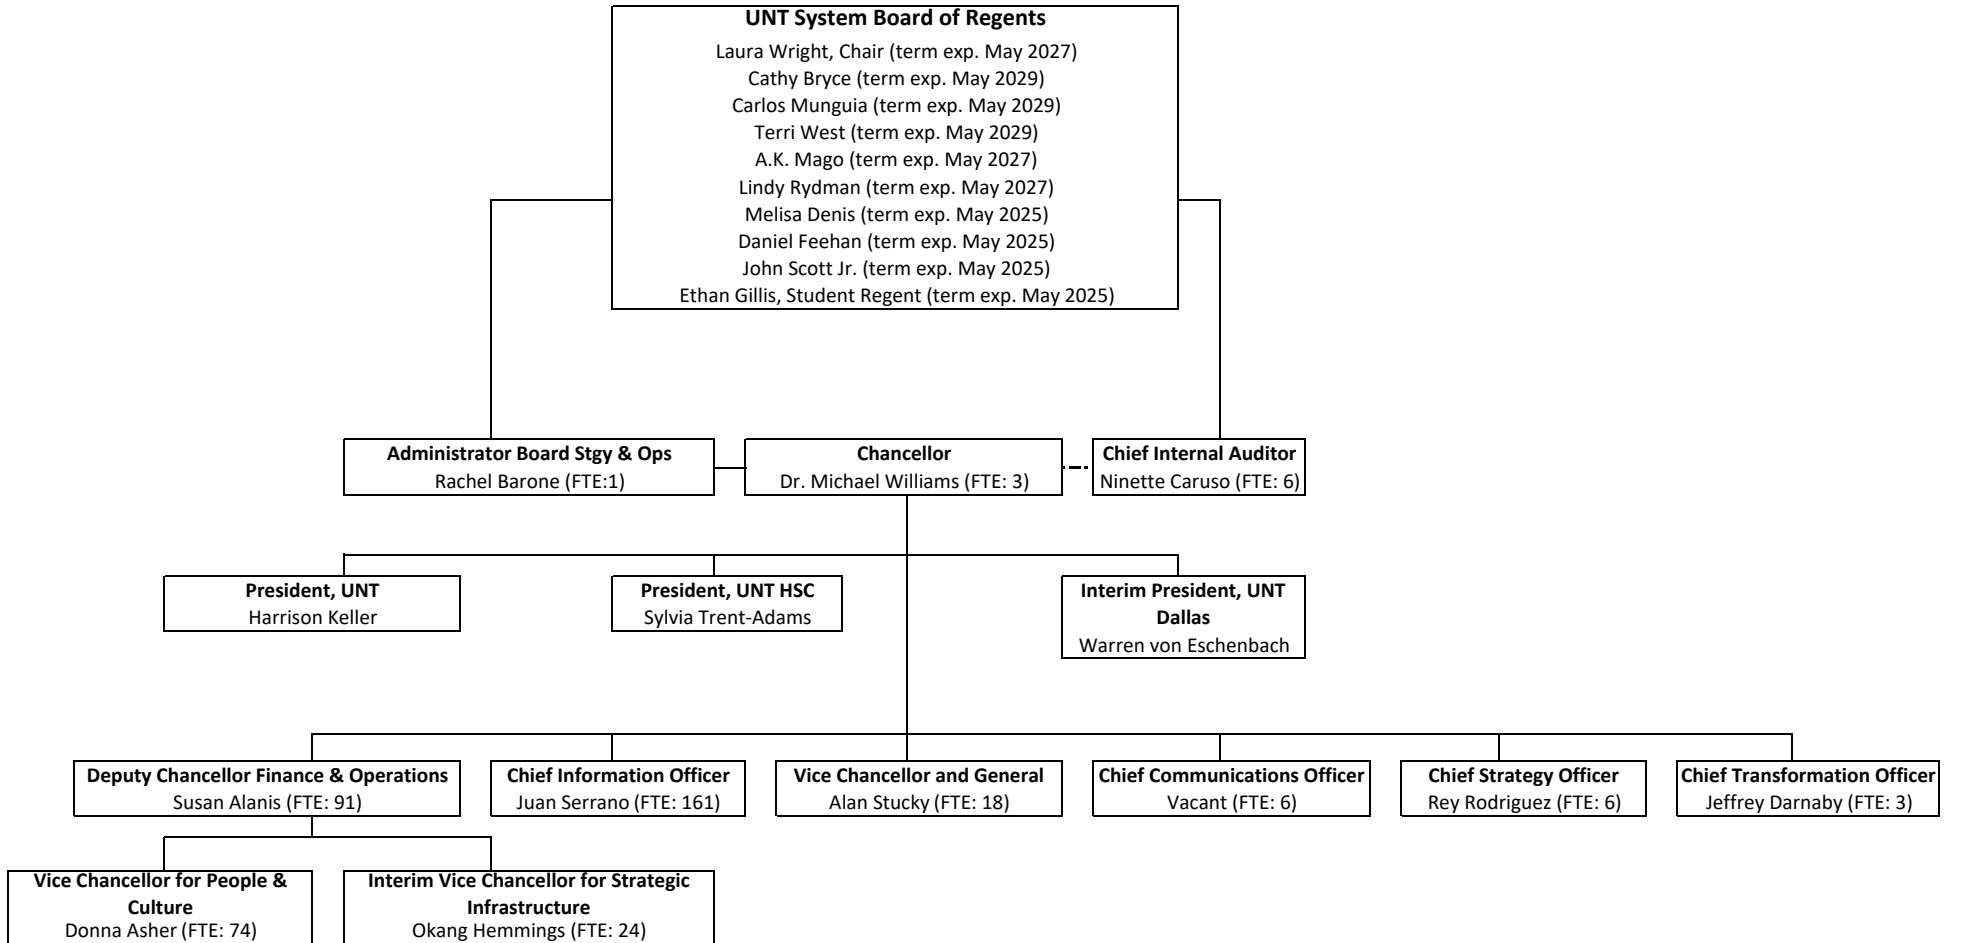 UNT System Board of Regents
Laura Wright, Chair (term exp. May 2027)
Cathy Bryce (term exp. May 2029)
Carlos Munguia (term exp. May 2029)
Terri West (term exp. May 2029)
A.K. Mago (term exp. May 2027)
Lindy Rydman (term exp. May 2027)
Melisa Denis (term exp. May 2025)
Daniel Feehan (term exp. May 2025)
John Scott Jr. (term exp. May 2025)
Ethan Gillis, Student Regent (term exp. May 2025)
Administrator Board Stgy & Ops
Rachel Barone (FTE:1)
Chancellor
Dr. Michael Williams (FTE: 3)
Chief Internal Auditor
Ninette Caruso (FTE: 6)
President, UNT
Harrison Keller
President, UNT HSC
Sylvia Trent-Adams
Interim President, UNT
Dallas
Warren von Eschenbach
Deputy Chancellor Finance & Operations
Susan Alanis (FTE: 91)
Chief Information Officer
Juan Serrano (FTE: 161)
Vice Chancellor and General
Alan Stucky (FTE: 18)
Chief Communications Officer
Vacant (FTE: 6)
Chief Strategy Officer
Rey Rodriguez (FTE: 6)
Chief Transformation Officer
Jeffrey Darnaby (FTE: 3)
Vice Chancellor for People &
Culture
Donna Asher (FTE: 74)
Interim Vice Chancellor for Strategic
Infrastructure
Okang Hemmings (FTE: 24)